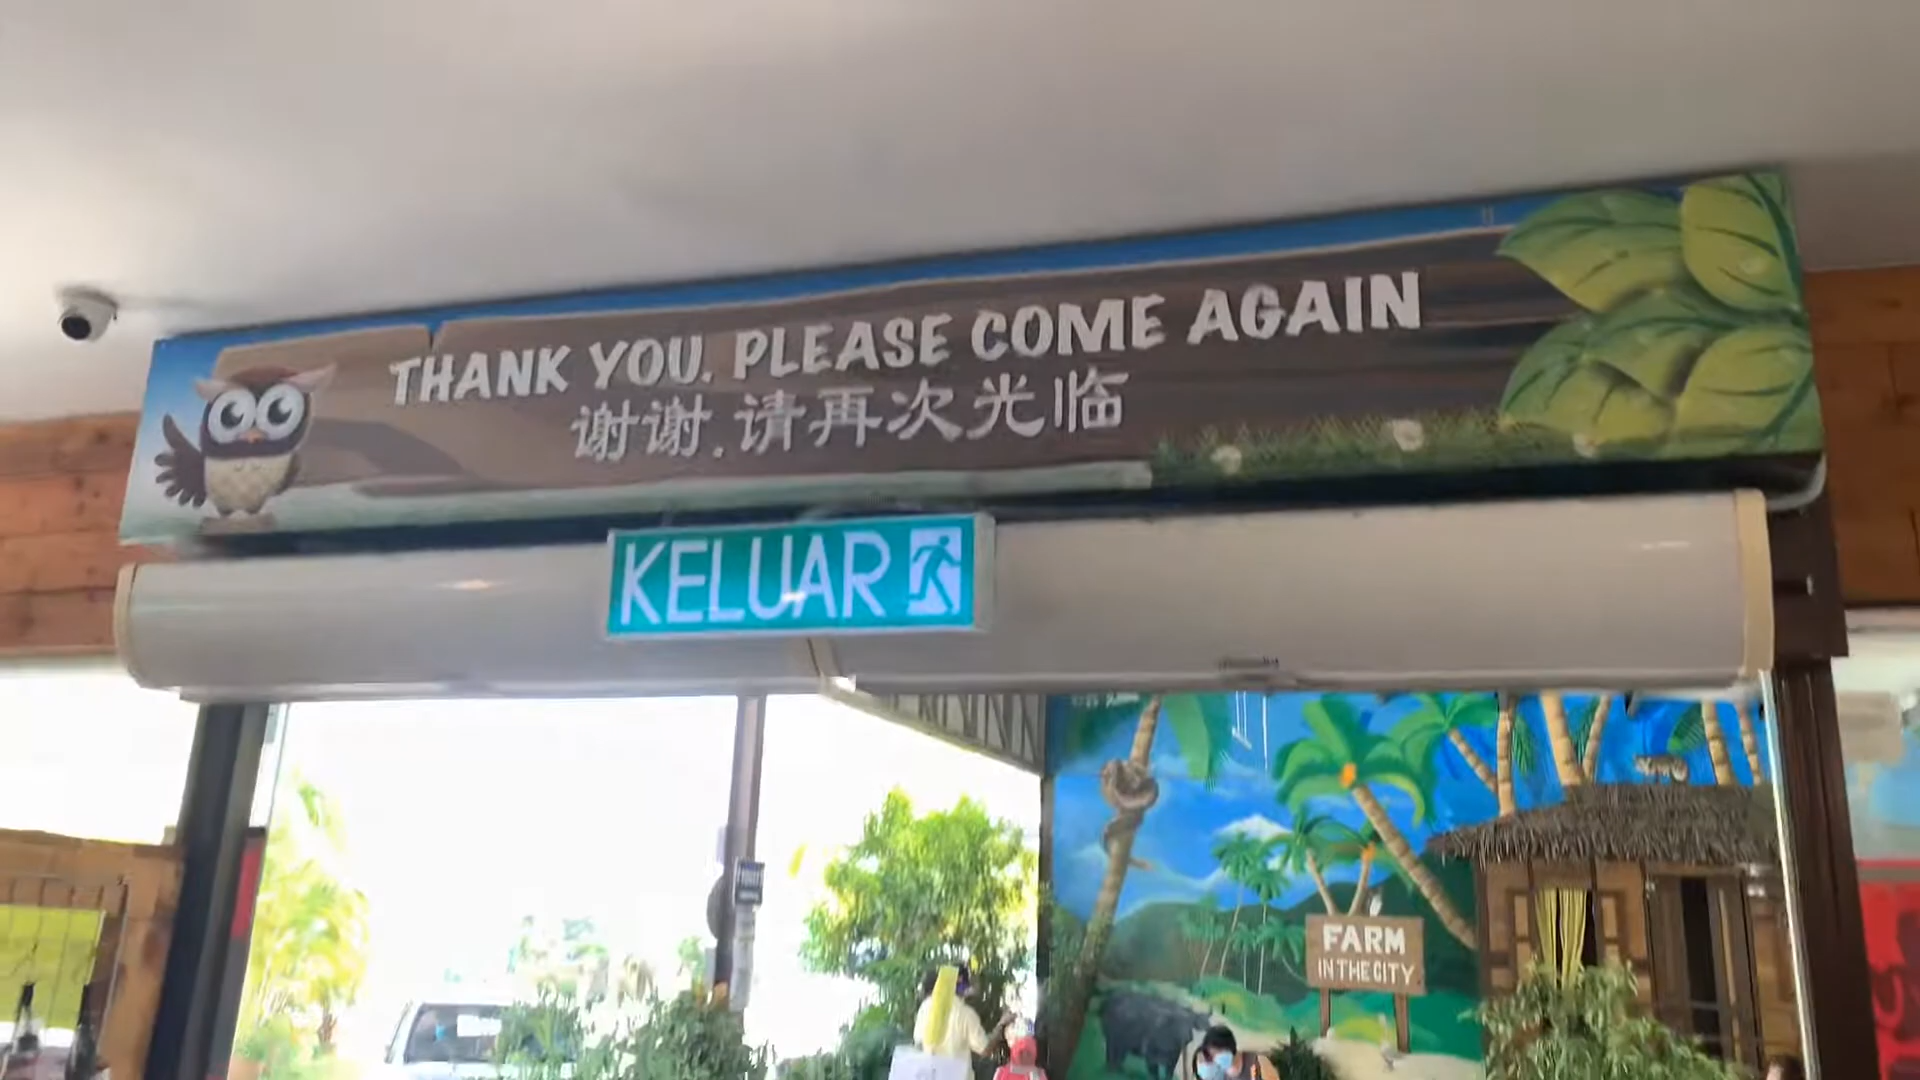 THANK YOU. PLEASE COME AGAIN
谢谢.请再次光临
KELUAR
FARM
IN THE CITY